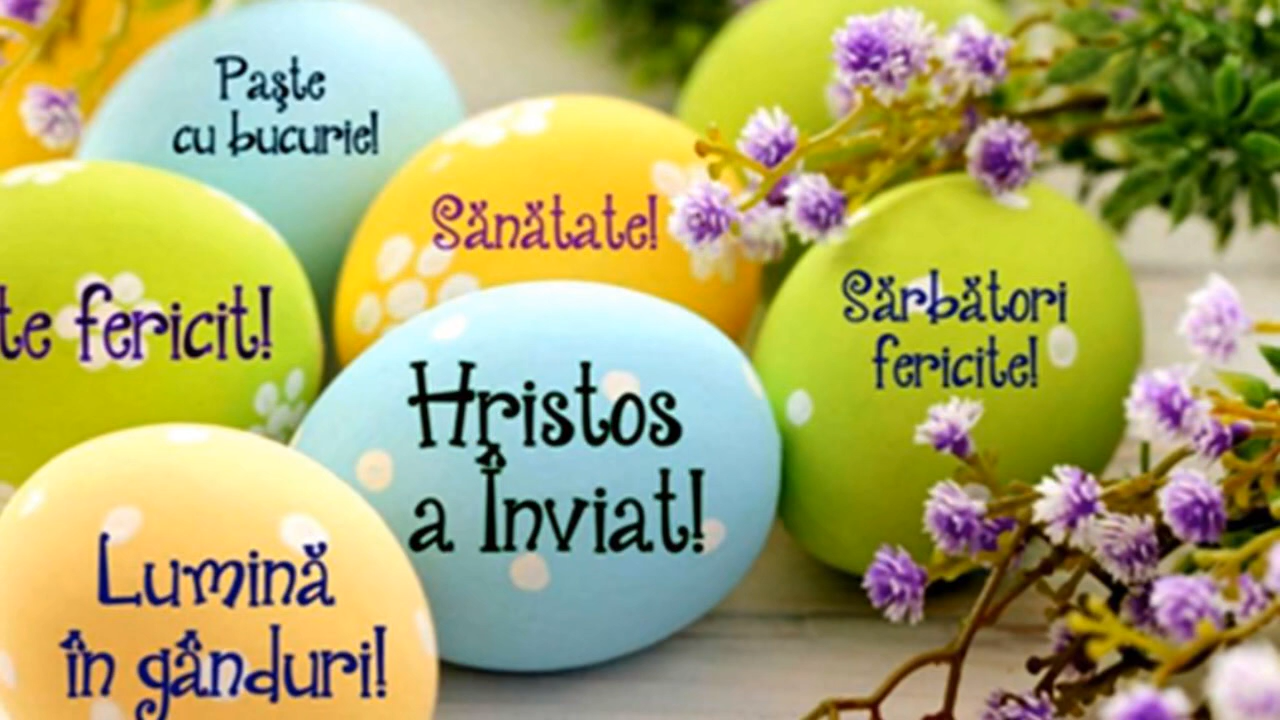 Paşte
cu bucurie!
Sănătate!
te fericit!
Sărbători
fericite!
Hristos
a Înviat!
Lumină
în gânduri!